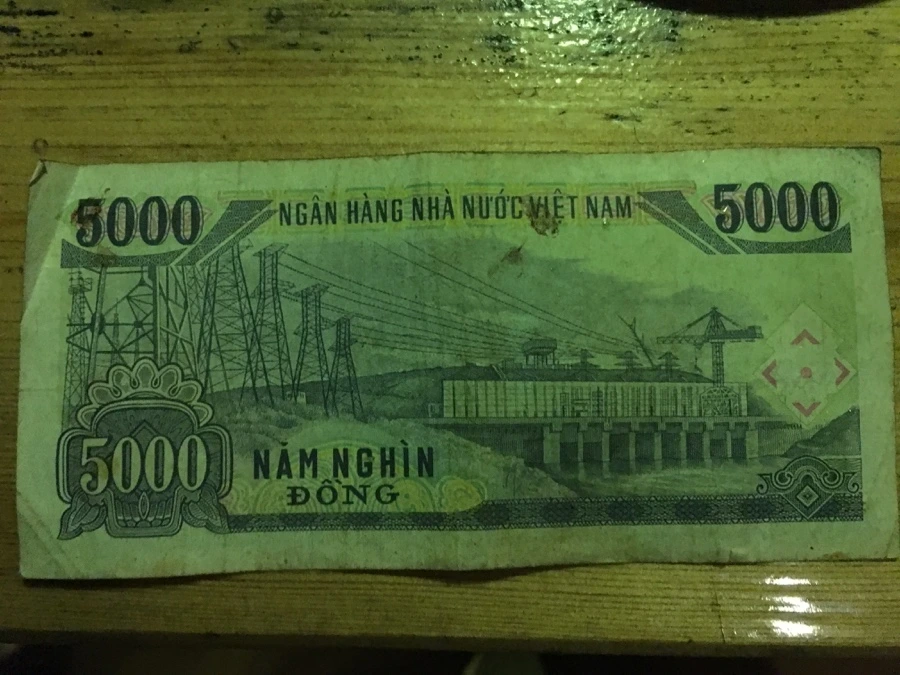 5000 NGÂN HÀNG NHÀ NƯỚC VIỆT NAM 5000
5000 NĂM NGHÌN
ĐỒNG